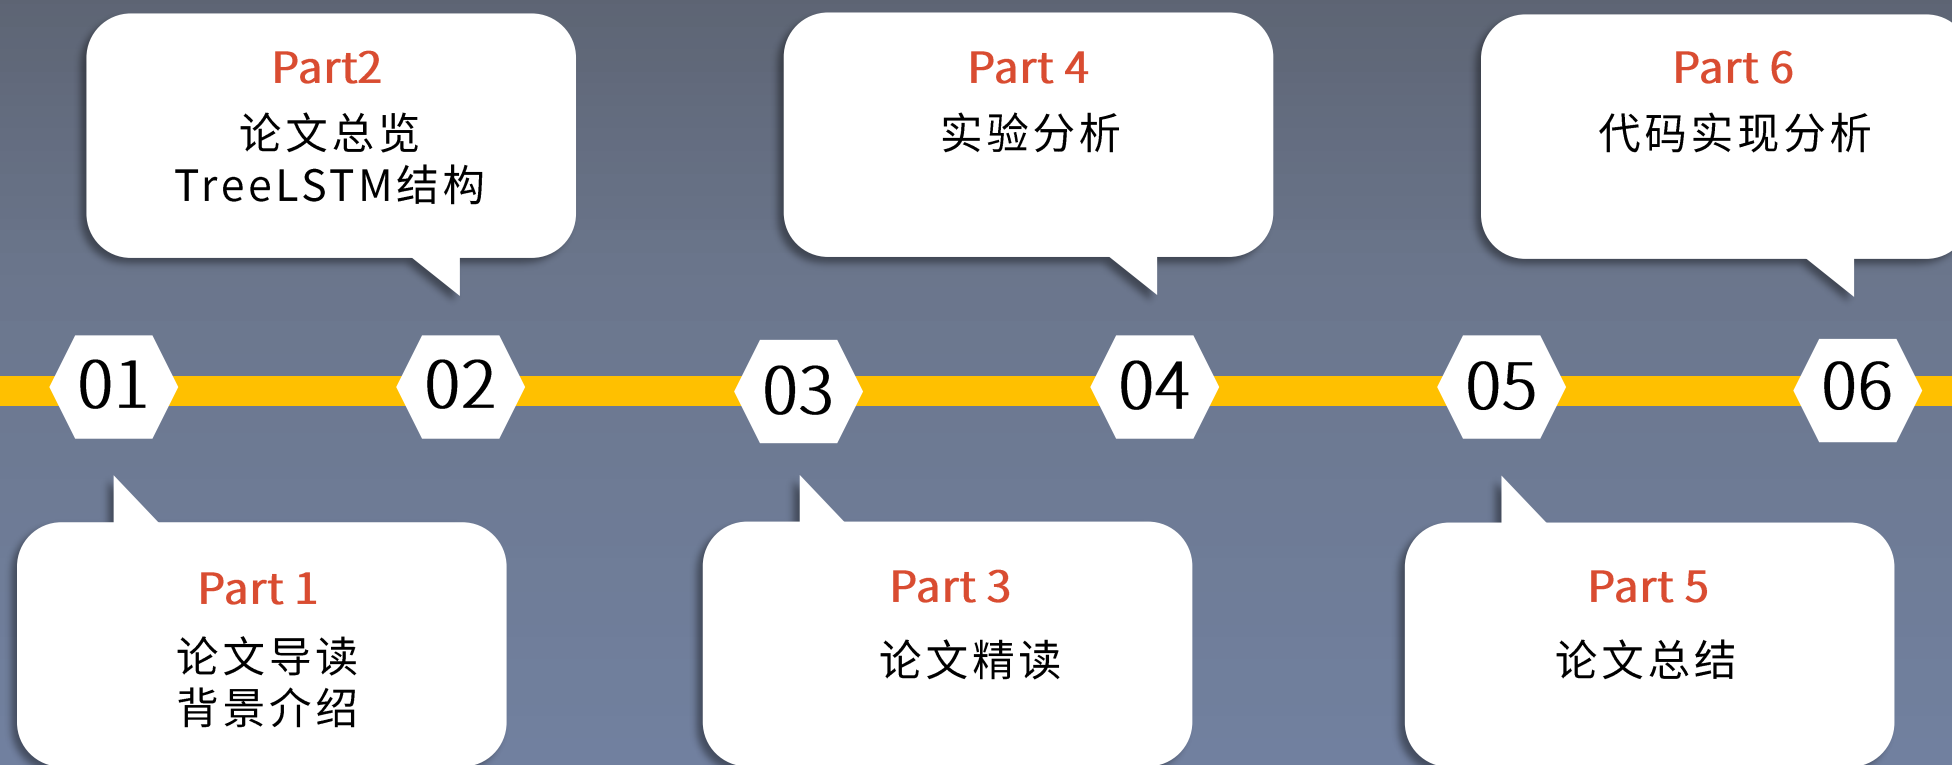 Part2
论文总览
TreeLSTM结构
Part 4
实验分析
Part 6
代码实现分析
01
02
03
04
05
06
Part 1
论文导读
背景介绍
Part 3
论文精读
Part 5
论文总结